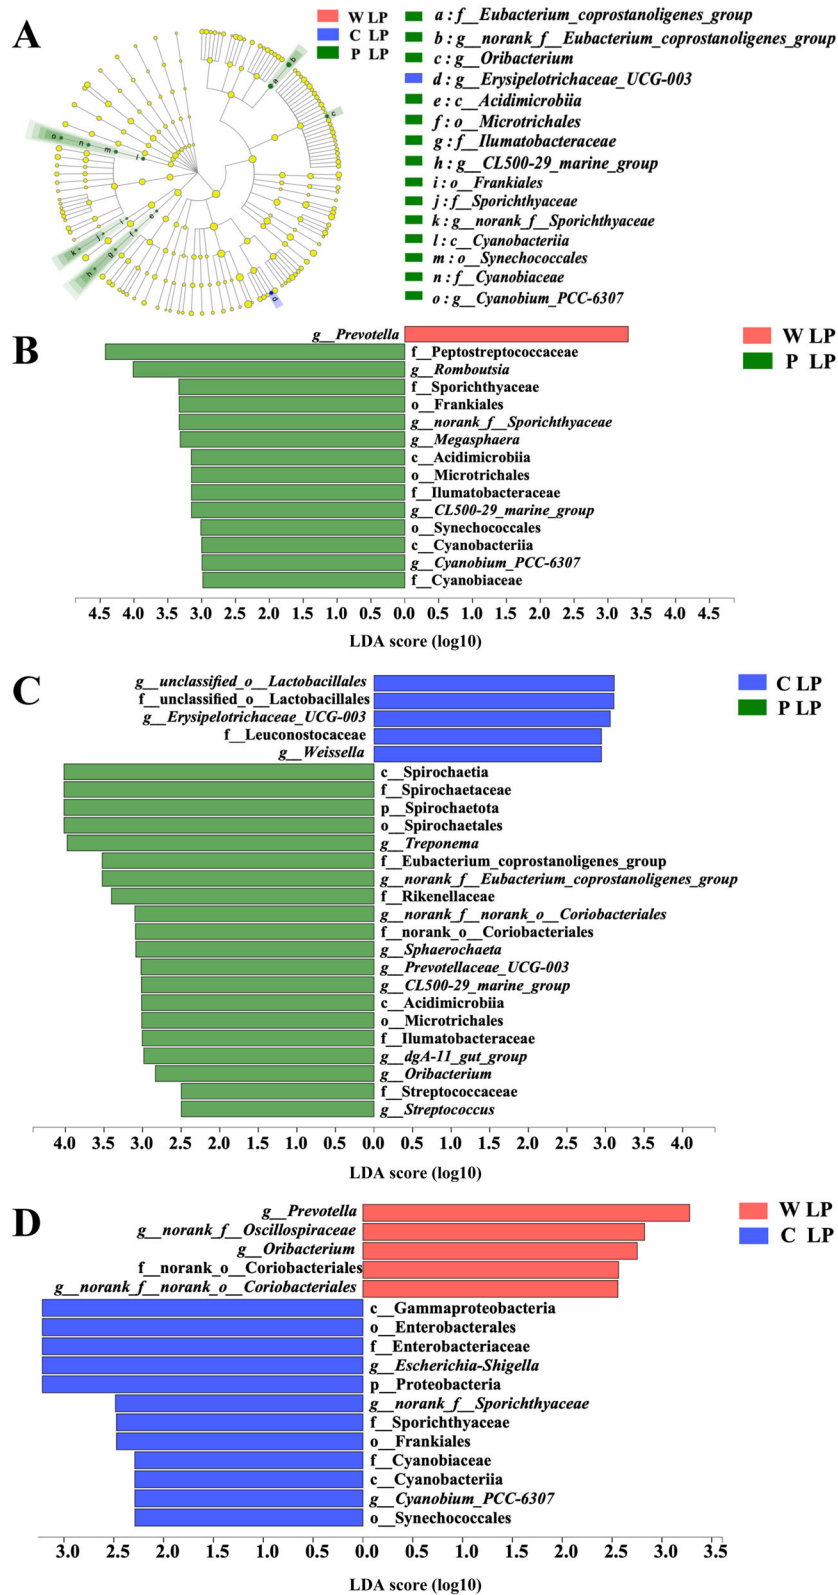 A
W LP
C LP
P LP
a : f__Eubacterium_coprostanoligenes_group
b : g__norank_f__Eubacterium_coprostanoligenes_group
c : g__Oribacterium
d : g__Erysipelotrichaceae_UCG-003
e : c__Acidimicrobiia
f : o__Microtrichales
g : f__Ilumatobacteraceae
h : g__CL500-29_marine_group
i : o__Frankiales
j : f__Sporichthyaceae
k : g__norank_f__Sporichthyaceae
l : c__Cyanobacteriia
m : o__Synechococcales
n : f__Cyanobiaceae
o : g__Cyanobium_PCC-6307
a
b
c
o
n
m
l
k
j
i
h
g
f
e
d
B
g__Prevotella
W LP
P LP
f__Peptostreptococcaceae
g__Romboutsia
f__Sporichthyaceae
o__Frankiales
g__norank_f__Sporichthyaceae
g__Megasphaera
c__Acidimicrobiia
o__Microtrichales
f__Ilumatobacteraceae
g__CL500-29_marine_group
o__Synechococcales
c__Cyanobacteriia
g__Cyanobium_PCC-6307
f__Cyanobiaceae
4.5 4.0 3.5 3.0 2.5 2.0 1.5 1.0 0.5 0.0 0.5 1.0 1.5 2.0 2.5 3.0 3.5 4.0 4.5
LDA score (log10)
C
g__unclassified_o__Lactobacillales
f__unclassified_o__Lactobacillales
g__Erysipelotrichaceae_UCG-003
f__Leuconostocaceae
g__Weissella
C LP
P LP
c__Spirochaetia
f__Spirochaetaceae
p__Spirochaetota
o__Spirochaetales
g__Treponema
f__Eubacterium_coprostanoligenes_group
g__norank_f__Eubacterium_coprostanoligenes_group
f__Rikenellaceae
g__norank_f__norank_o__Coriobacteriales
f__norank_o__Coriobacteriales
g__Sphaerochaeta
g__Prevotellaceae_UCG-003
g__CL500-29_marine_group
c__Acidimicrobiia
o__Microtrichales
f__Ilumatobacteraceae
g__dgA-11_gut_group
g__Oribacterium
f__Streptococcaceae
g__Streptococcus
4.0 3.5 3.0 2.5 2.0 1.5 1.0 0.5 0.0 0.5 1.0 1.5 2.0 2.5 3.0 3.5 4.0
LDA score (log10)
D
g__Prevotella
g__norank_f__Oscillospiraceae
g__Oribacterium
f__norank_o__Coriobacteriales
g__norank_f__norank_o__Coriobacteriales
W LP
C LP
c__Gammaproteobacteria
o__Enterobacterales
f__Enterobacteriaceae
g__Escherichia-Shigella
p__Proteobacteria
g__norank_f__Sporichthyaceae
f__Sporichthyaceae
o__Frankiales
f__Cyanobiaceae
c__Cyanobacteriia
g__Cyanobium_PCC-6307
o__Synechococcales
3.0 2.5 2.0 1.5 1.0 0.5 0.0 0.5 1.0 1.5 2.0 2.5 3.0 3.5
LDA score (log10)